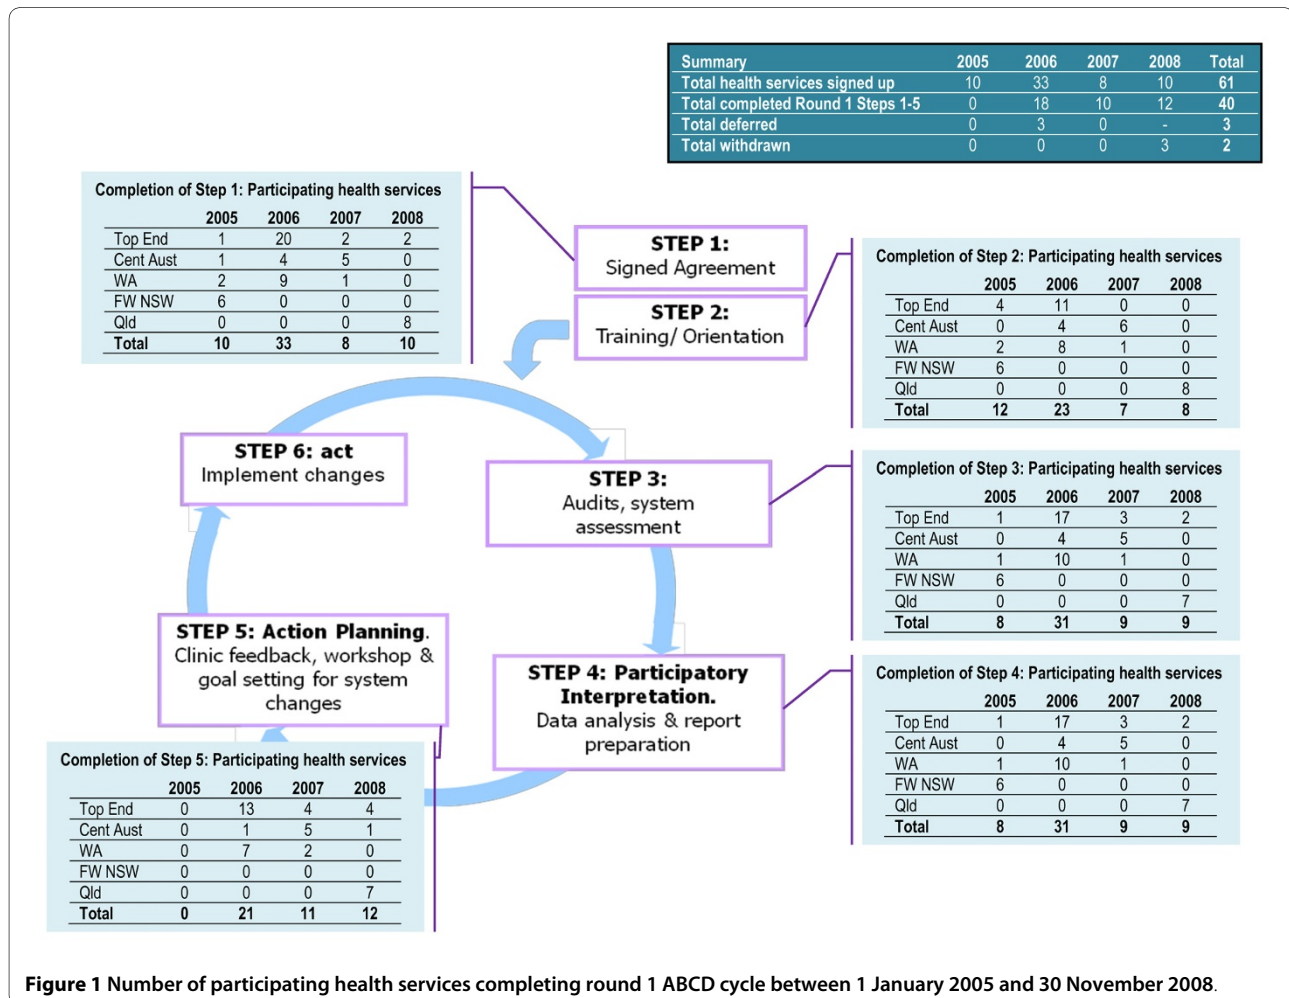 Summary 2005 2006 2007 2008 Total
Total health services signed up 10 33 8 10 61
Total completed Round 1 Steps 1-5 0 18 10 12 40
Total deferred 0 3 0 - 3
Total withdrawn 0 0 0 3 2
Completion of Step 1: Participating health services
2005 2006 2007 2008
Top End 1 20 2 2
Cent Aust 1 4 5 0
WA 2 9 1 0
FW NSW 6 0 0 0
Qld 0 0 0 8
Total 10 33 8 10
STEP 1:
Signed Agreement
STEP 2:
Training/ Orientation
Completion of Step 2: Participating health services
2005 2006 2007 2008
Top End 4 11 0 0
Cent Aust 0 4 6 0
WA 2 8 1 0
FW NSW 6 0 0 0
Qld 0 0 0 8
Total 12 23 7 8
STEP 6: act
Implement changes
STEP 3:
Audits, system
assessment
Completion of Step 3: Participating health services
2005 2006 2007 2008
Top End 1 17 3 2
Cent Aust 0 4 5 0
WA 1 10 1 0
FW NSW 6 0 0 0
Qld 0 0 0 7
Total 8 31 9 9
STEP 5: Action Planning.
Clinic feedback, workshop &
goal setting for system
changes
STEP 4: Participatory
Interpretation.
Data analysis & report
preparation
Completion of Step 4: Participating health services
2005 2006 2007 2008
Top End 1 17 3 2
Cent Aust 0 4 5 0
WA 1 10 1 0
FW NSW 6 0 0 0
Qld 0 0 0 7
Total 8 31 9 9
Completion of Step 5: Participating health services
2005 2006 2007 2008
Top End 0 13 4 4
Cent Aust 0 1 5 1
WA 0 7 2 0
FW NSW 0 0 0 0
Qld 0 0 0 7
Total 0 21 11 12
Figure 1 Number of participating health services completing round 1 ABCD cycle between 1 January 2005 and 30 November 2008.